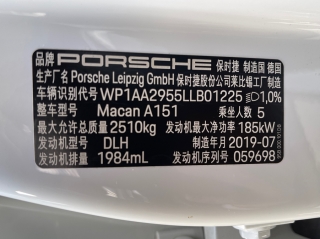 品牌 PORSCHE 保时捷 制造国 德国
生产厂名 Porsche Leipzig GmbH 保时捷股份公司莱比锡工厂制造
车辆识别代号 WP1AA2955LLB01225 1,0%
整车型号 Macan A151 乘坐人数 5
最大允许总质量 2510kg 发动机最大净功率 185kW
发动机型号 DLH 制造年月 2019-07
发动机排量 1984mL 发动机序列号 059698